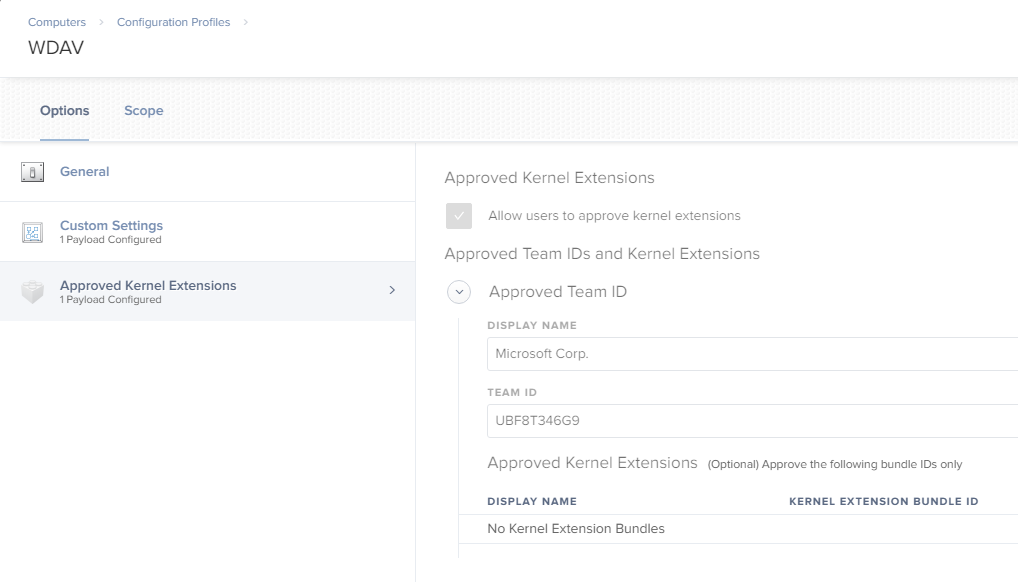 Computers > Configuration Profiles >
WDAV
Options Scope
General
Custom Settings
1 Payload Configured
Approved Kernel Extensions
1 Payload Configured
Approved Kernel Extensions
Allow users to approve kernel extensions
Approved Team IDs and Kernel Extensions
Approved Team ID
DISPLAY NAME
Microsoft Corp.
TEAM ID
UBF8T346G9
Approved Kernel Extensions (Optional) Approve the following bundle IDs only
DISPLAY NAME KERNEL EXTENSION BUNDLE ID
No Kernel Extension Bundles